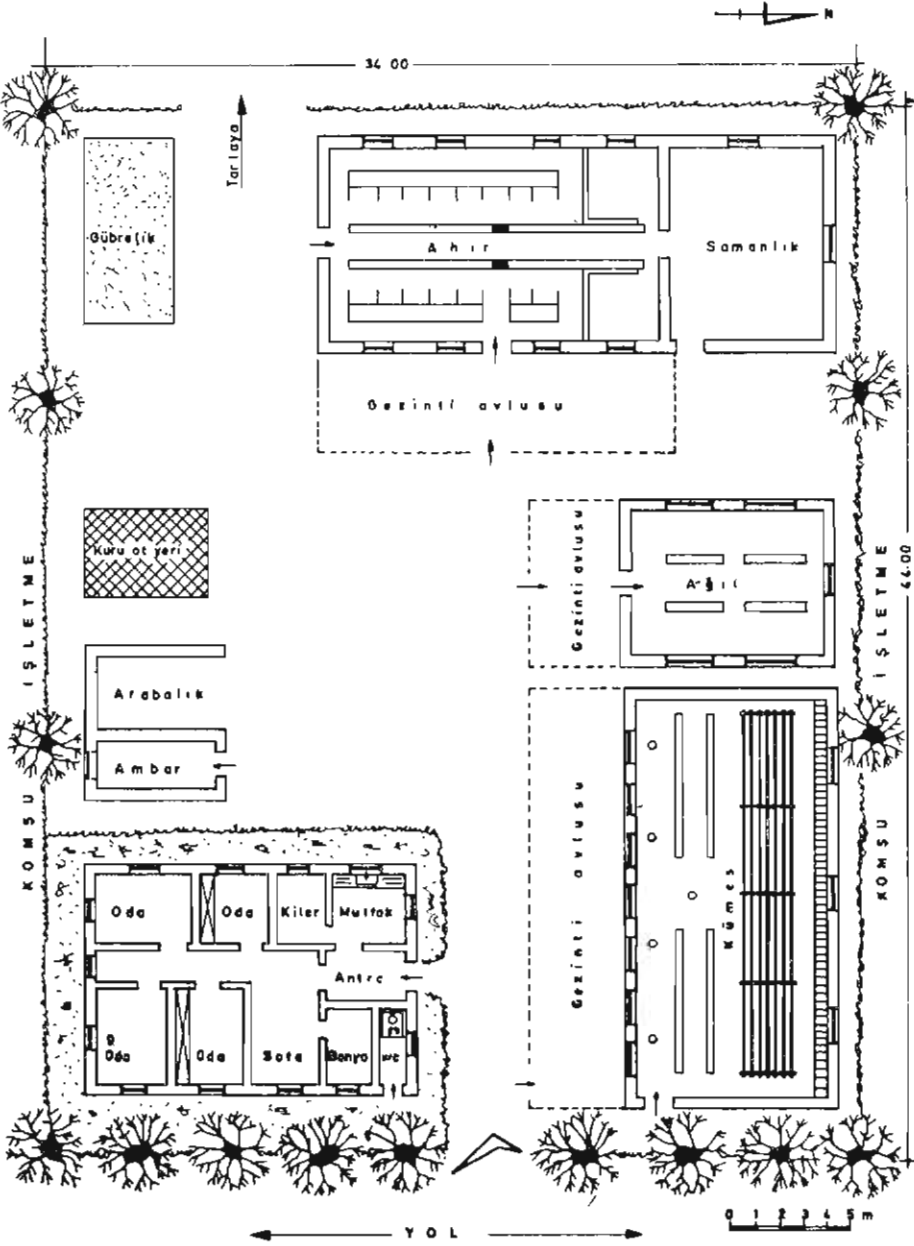 N
34 00
Tarlaya
Gübrelik
Ahır
Samanlık
Gezinti avlusu
Kuru ot yeri
Gezinti avlusu
Ağıl
44.00
KOMŞU İŞLETME
KOMŞU İŞLETME
Arabalık
Ambar
Gezinti avlusu
Kümes
Oda
Oda
Kiler
Mutfak
Antre
Oda
Oda
Sofa
Banyo
WC
0 1 2 3 4 5 m
YOL